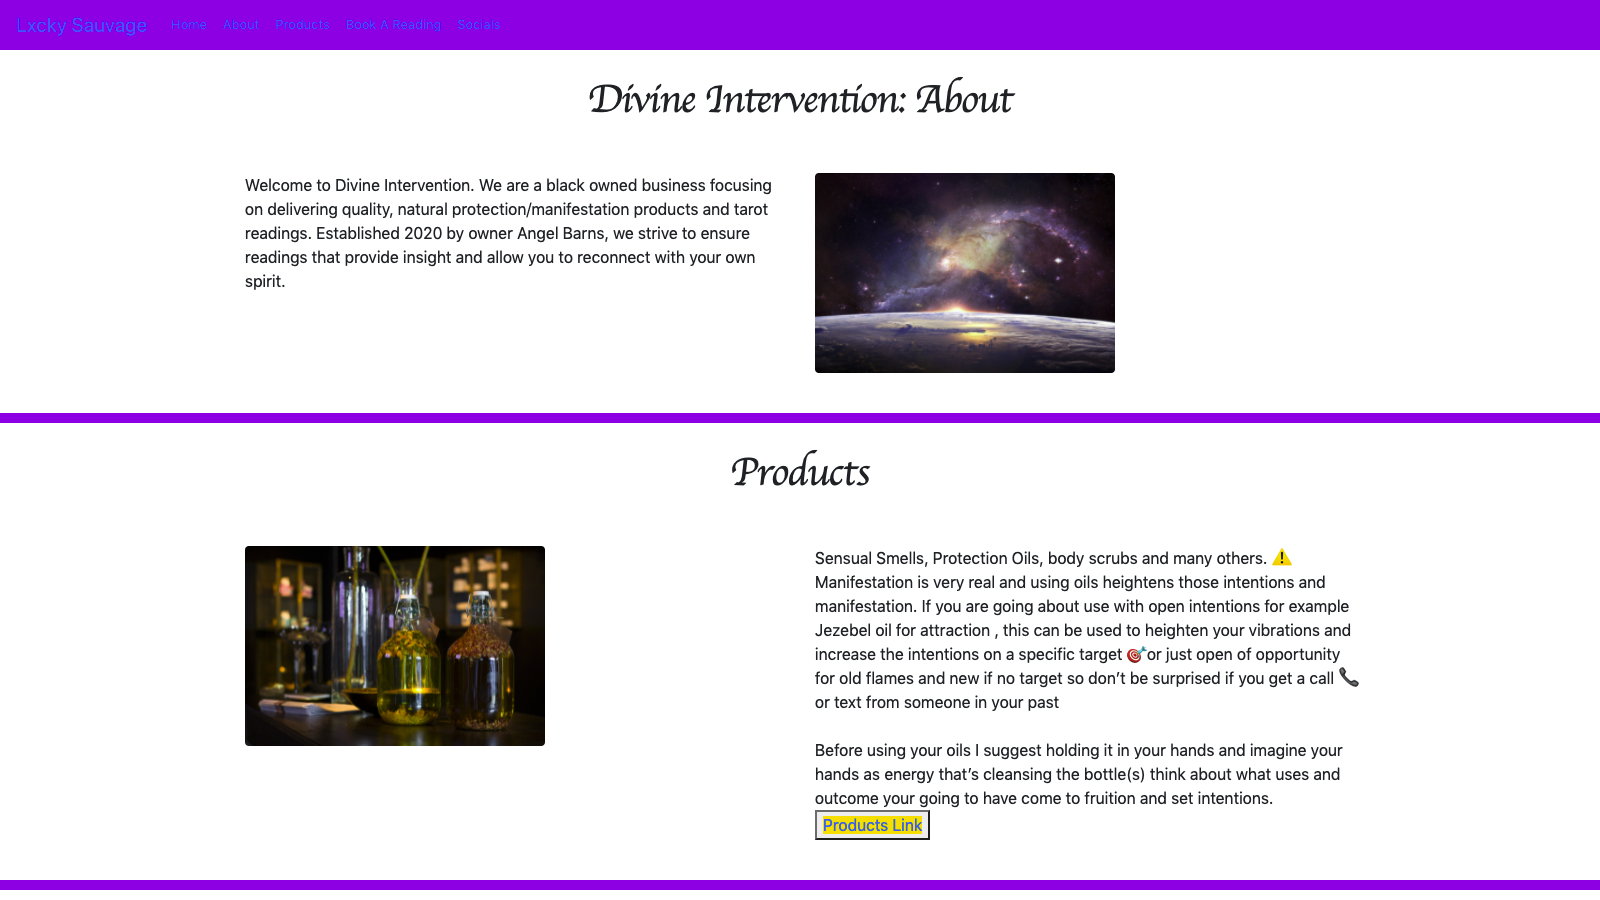 Lxcky Sauvage Home About Products Book A Reading Socials
Divine Intervention: About
Welcome to Divine Intervention. We are a black owned business focusing
on delivering quality, natural protection/manifestation products and tarot
readings. Established 2020 by owner Angel Barns, we strive to ensure
readings that provide insight and allow you to reconnect with your own
spirit.
Products
Sensual Smells, Protection Oils, body scrubs and many others. ⚠️
Manifestation is very real and using oils heightens those intentions and
manifestation. If you are going about use with open intentions for example
Jezebel oil for attraction , this can be used to heighten your vibrations and
increase the intentions on a specific target 🎯or just open of opportunity
for old flames and new if no target so don’t be surprised if you get a call 📞
or text from someone in your past
Before using your oils I suggest holding it in your hands and imagine your
hands as energy that’s cleansing the bottle(s) think about what uses and
outcome your going to have come to fruition and set intentions.
Products Link